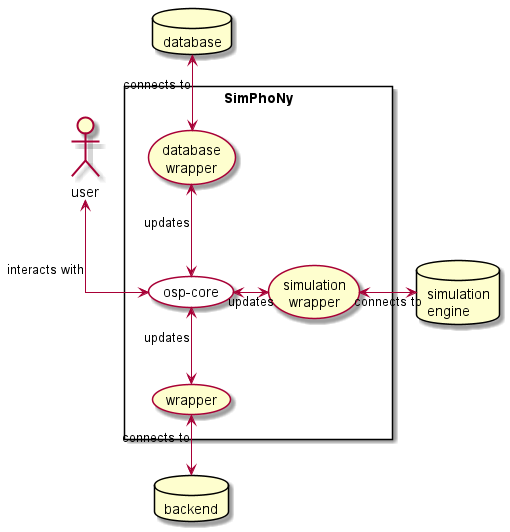 database
connects to
SimPhoNy
database
wrapper
user
updates
interacts with
osp-core
updates
simulation
wrapper
connects to
simulation
engine
updates
wrapper
connects to
backend